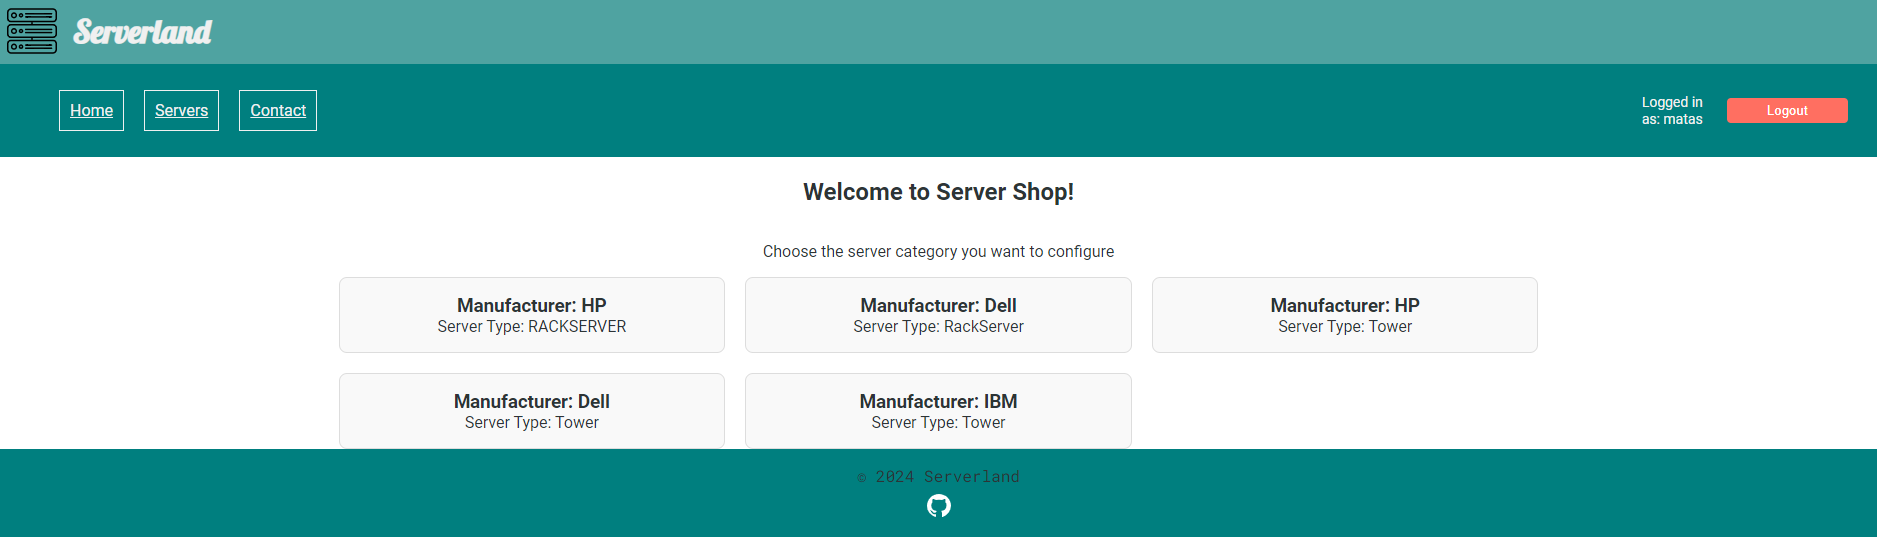 Serverland
Home
Servers
Contact
Logged in
as: matas
Logout
Welcome to Server Shop!
Choose the server category you want to configure
Manufacturer: HP
Server Type: RACKSERVER
Manufacturer: Dell
Server Type: RackServer
Manufacturer: HP
Server Type: Tower
Manufacturer: Dell
Server Type: Tower
Manufacturer: IBM
Server Type: Tower
© 2024 Serverland